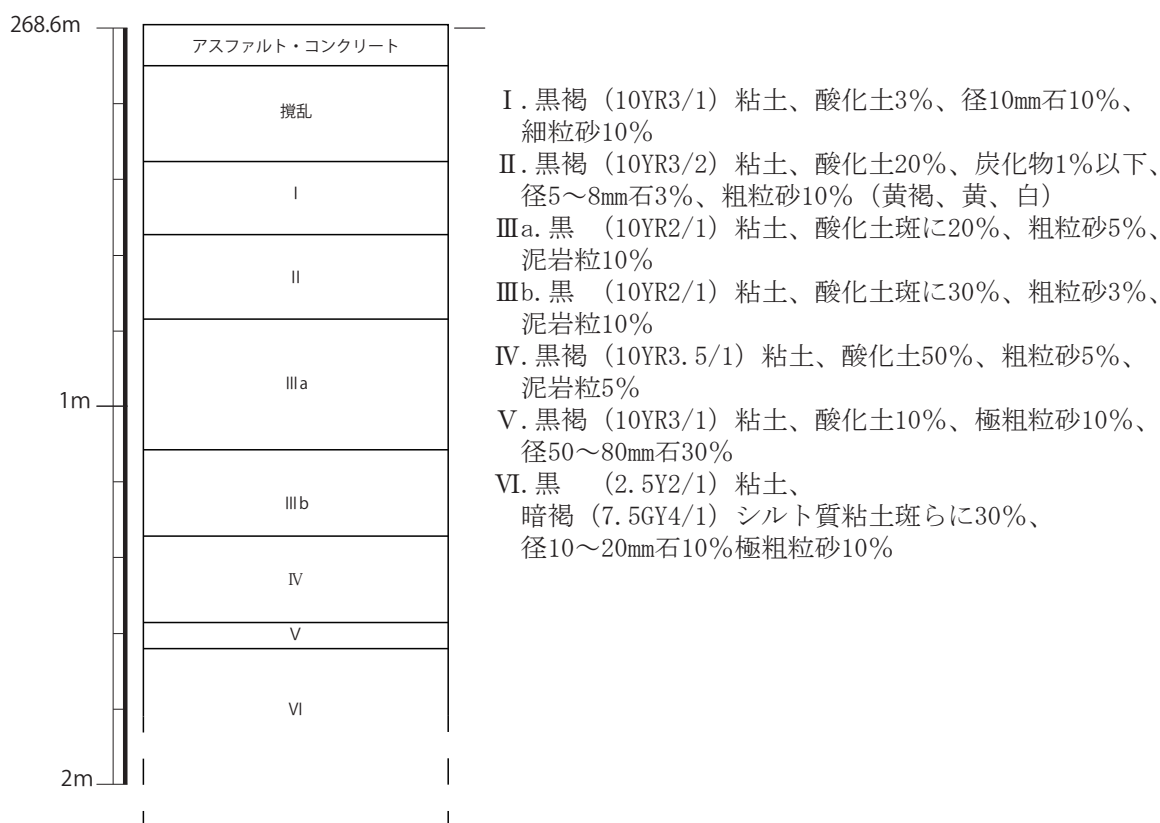 268.6m
アスファルト・コンクリート
撹乱
Ⅰ
Ⅱ
Ⅲa
1m
Ⅲb
Ⅳ
Ⅴ
Ⅵ
2m
Ⅰ.黒褐（10YR3/1）粘土、酸化土3％、径10㎜石10％、
細粒砂10％
Ⅱ.黒褐（10YR3/2）粘土、酸化土20％、炭化物1％以下、
径5～8㎜石3％、粗粒砂10％（黄褐、黄、白）
Ⅲa.黒　（10YR2/1）粘土、酸化土斑に20％、粗粒砂5％、
泥岩粒10％
Ⅲb.黒　（10YR2/1）粘土、酸化土斑に30％、粗粒砂3％、
泥岩粒10％
Ⅳ.黒褐（10YR3.5/1）粘土、酸化土50％、粗粒砂5％、
泥岩粒5％
Ⅴ.黒褐（10YR3/1）粘土、酸化土10％、極粗粒砂10％、
径50～80㎜石30％
Ⅵ.黒　（2.5Y2/1）粘土、
暗褐（7.5GY4/1）シルト質粘土斑らに30％、
径10～20㎜石10％極粗粒砂10％